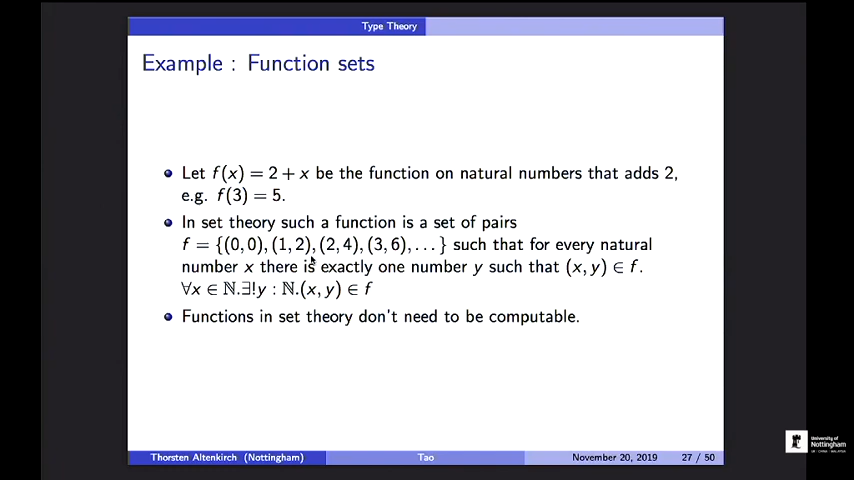 Type Theory
Example : Function sets
Let f(x) = 2 + x be the function on natural numbers that adds 2,
e.g. f(3) = 5.
In set theory such a function is a set of pairs
f = {(0, 0), (1, 2), (2, 4), (3, 6), . . . } such that for every natural
number x there is exactly one number y such that (x, y) ∈ f.
∀x ∈ ℕ.∃!y : ℕ.(x, y) ∈ f
Functions in set theory don't need to be computable.
University of
Nottingham
Thorsten Altenkirch (Nottingham) Tao November 20, 2019 27 / 50